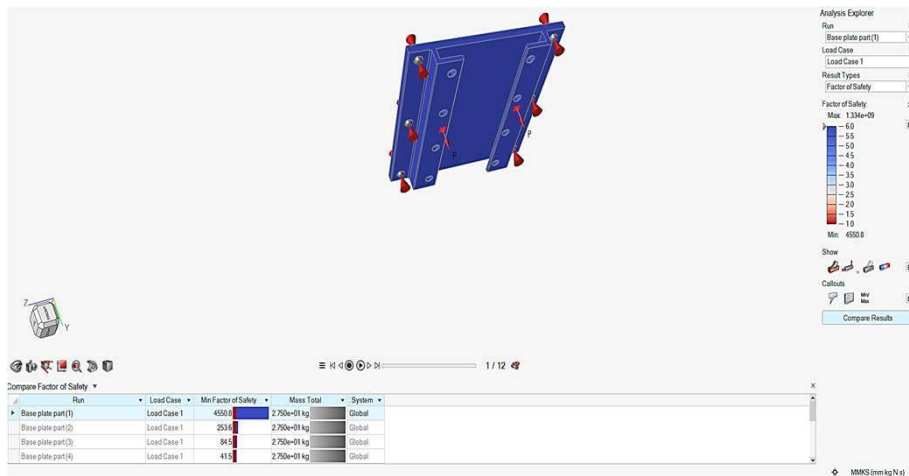 Analysis Explorer
Run
Base plate part (1)
Load Case
Load Case 1
Result Types
Factor of Safety
Factor of Safety
Max: 1.334e+09
6.0
5.5
5.0
4.5
4.0
3.5
3.0
2.5
2.0
1.5
1.0
Min: 4550.8
Show
Callouts
Min/
Max
Compare Results
P
P
Z
Y
1 / 12
Compare Factor of Safety
x
Run Load Case Min Factor of Safety Mass Total System
Base plate part (1) Load Case 1 4550.8 2.750e+01 kg Global
Base plate part (2) Load Case 1 253.6 2.750e+01 kg Global
Base plate part (3) Load Case 1 84.5 2.750e+01 kg Global
Base plate part (4) Load Case 1 41.5 2.750e+01 kg Global
MMKS (mm kg N s)